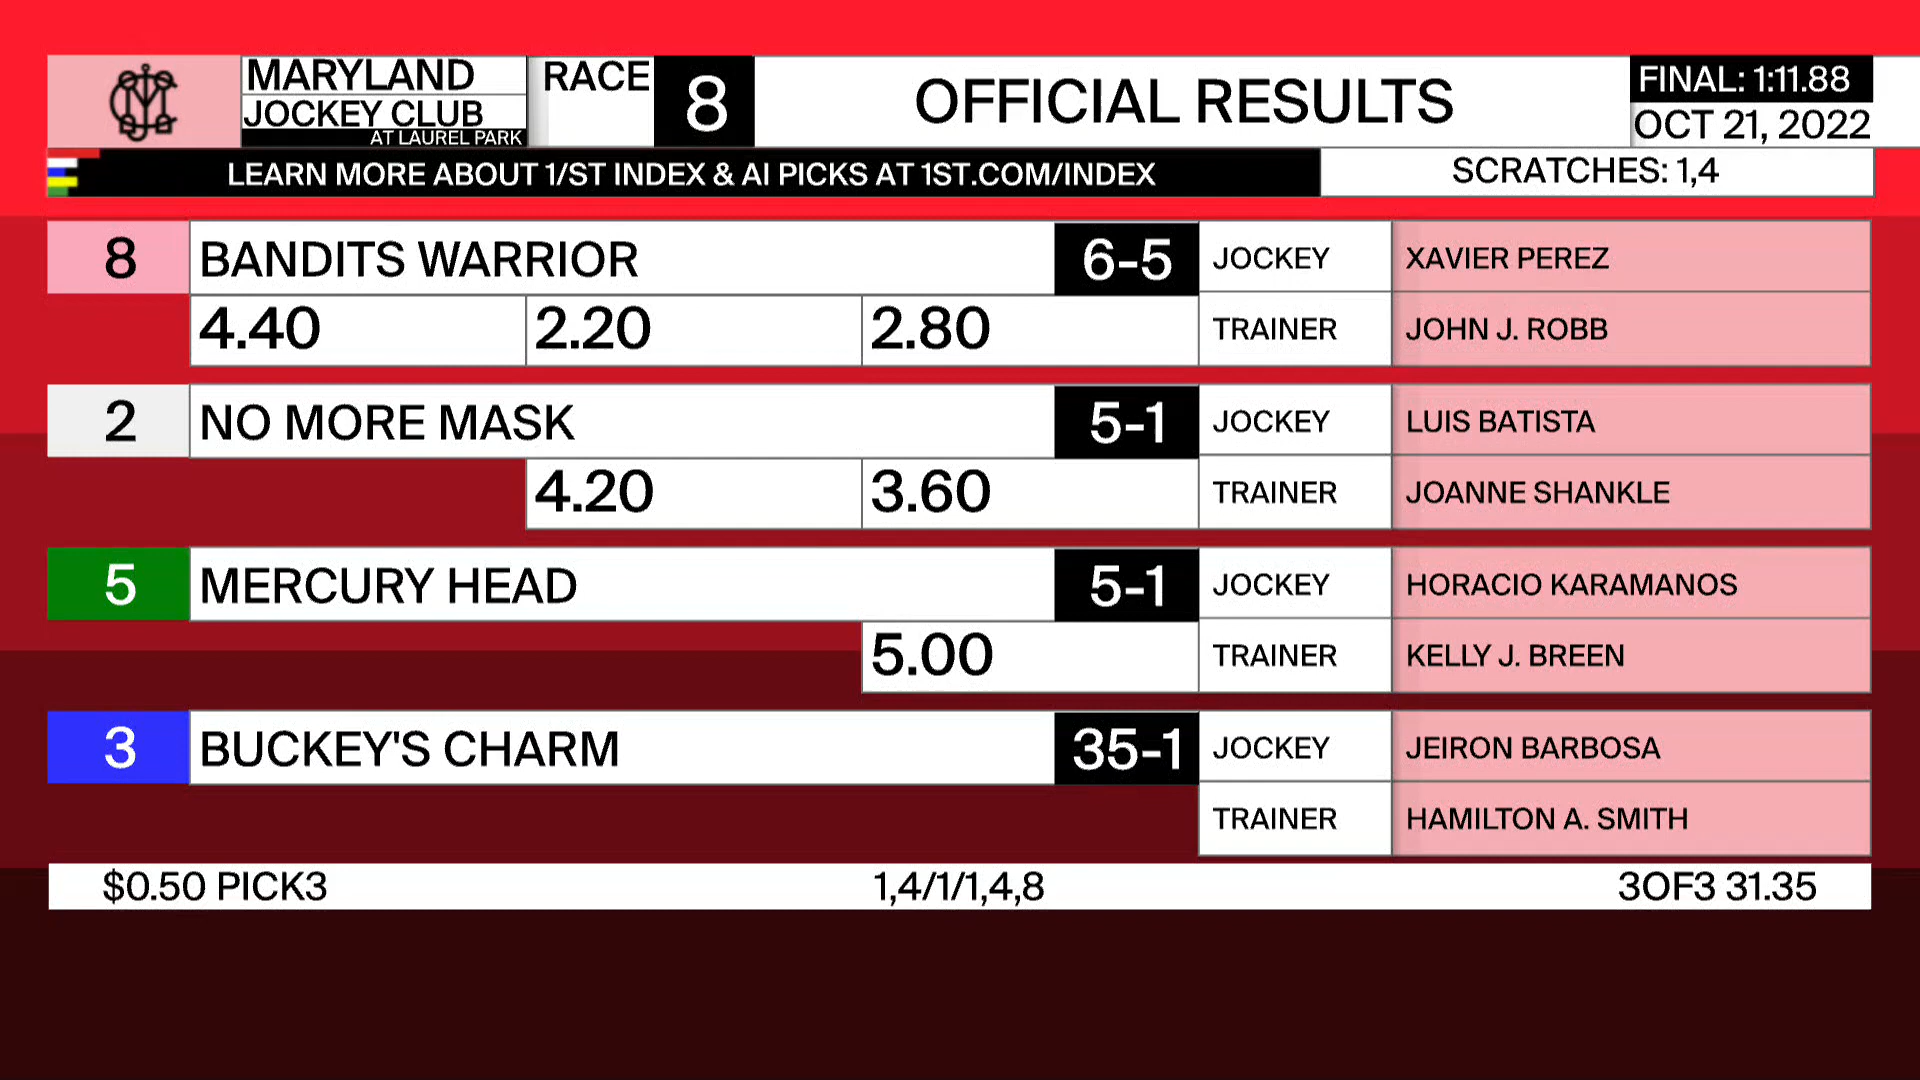 MARYLAND
JOCKEY CLUB
AT LAUREL PARK
RACE 8
OFFICIAL RESULTS
FINAL: 1:11.88
OCT 21, 2022
LEARN MORE ABOUT 1/ST INDEX & AI PICKS AT 1ST.COM/INDEX
SCRATCHES: 1,4
8 BANDITS WARRIOR 6-5 JOCKEY XAVIER PEREZ
4.40 2.20 2.80 TRAINER JOHN J. ROBB
2 NO MORE MASK 5-1 JOCKEY LUIS BATISTA
4.20 3.60 TRAINER JOANNE SHANKLE
5 MERCURY HEAD 5-1 JOCKEY HORACIO KARAMANOS
5.00 TRAINER KELLY J. BREEN
3 BUCKEY'S CHARM 35-1 JOCKEY JEIRON BARBOSA
TRAINER HAMILTON A. SMITH
$0.50 PICK3 1,4/1/1,4,8 3OF3 31.35